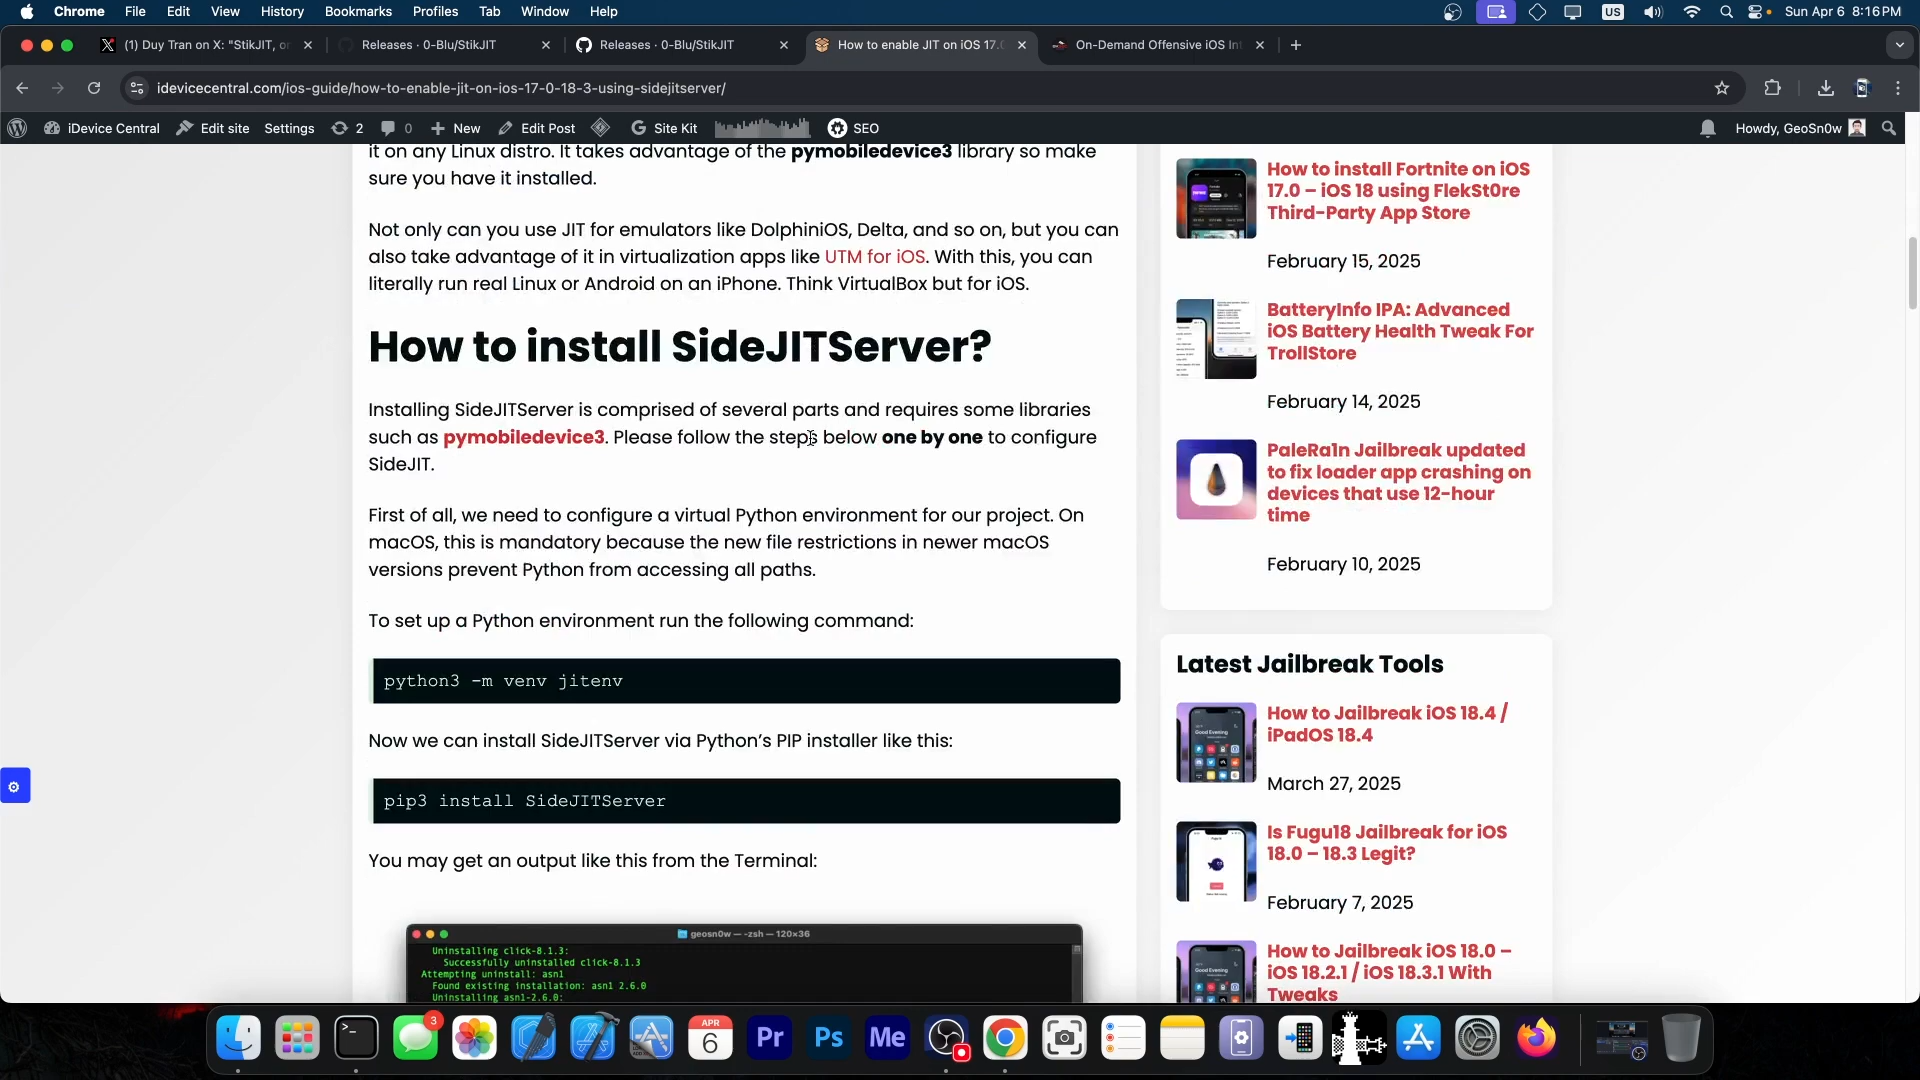 Chrome File Edit View History Bookmarks Profiles Tab Window Help US Sun Apr 6 8:16 PM
(1) Duy Tran on X: "StikJIT, or Releases · 0-Blu/StikJIT Releases · 0-Blu/StikJIT How to enable JIT on iOS 17.0 On-Demand Offensive iOS Int
idevicecentral.com/ios-guide/how-to-enable-jit-on-ios-17-0-18-3-using-sidejitserver/
iDevice Central Edit site Settings 2 0 New Edit Post Site Kit SEO Howdy, GeoSn0w
it on any Linux distro. It takes advantage of the pymobiledevice3 library so make
sure you have it installed.
Not only can you use JIT for emulators like DolphiniOS, Delta, and so on, but you can
also take advantage of it in virtualization apps like UTM for iOS. With this, you can
literally run real Linux or Android on an iPhone. Think VirtualBox but for iOS.
How to install SideJITServer?
Installing SideJITServer is comprised of several parts and requires some libraries
such as pymobiledevice3. Please follow the steps below one by one to configure
SideJIT.
First of all, we need to configure a virtual Python environment for our project. On
macOS, this is mandatory because the new file restrictions in newer macOS
versions prevent Python from accessing all paths.
To set up a Python environment run the following command:
python3 -m venv jitenv
Now we can install SideJITServer via Python's PIP installer like this:
pip3 install SideJITServer
You may get an output like this from the Terminal:
geosn0w — -zsh — 120×36
Uninstalling click-8.1.3:
Successfully uninstalled click-8.1.3
Attempting uninstall: asn1
Found existing installation: asn1 2.6.0
Uninstalling asn1-2.6.0:
How to install Fortnite on iOS
17.0 – iOS 18 using FlekSt0re
Third-Party App Store
February 15, 2025
BatteryInfo IPA: Advanced
iOS Battery Health Tweak For
TrollStore
February 14, 2025
PaleRa1n Jailbreak updated
to fix loader app crashing on
devices that use 12-hour
time
February 10, 2025
Latest Jailbreak Tools
How to Jailbreak iOS 18.4 /
iPadOS 18.4
March 27, 2025
Is Fugu18 Jailbreak for iOS
18.0 – 18.3 Legit?
February 7, 2025
How to Jailbreak iOS 18.0 –
iOS 18.2.1 / iOS 18.3.1 With
Tweaks
3
APR
6
Pr
Ps
Me